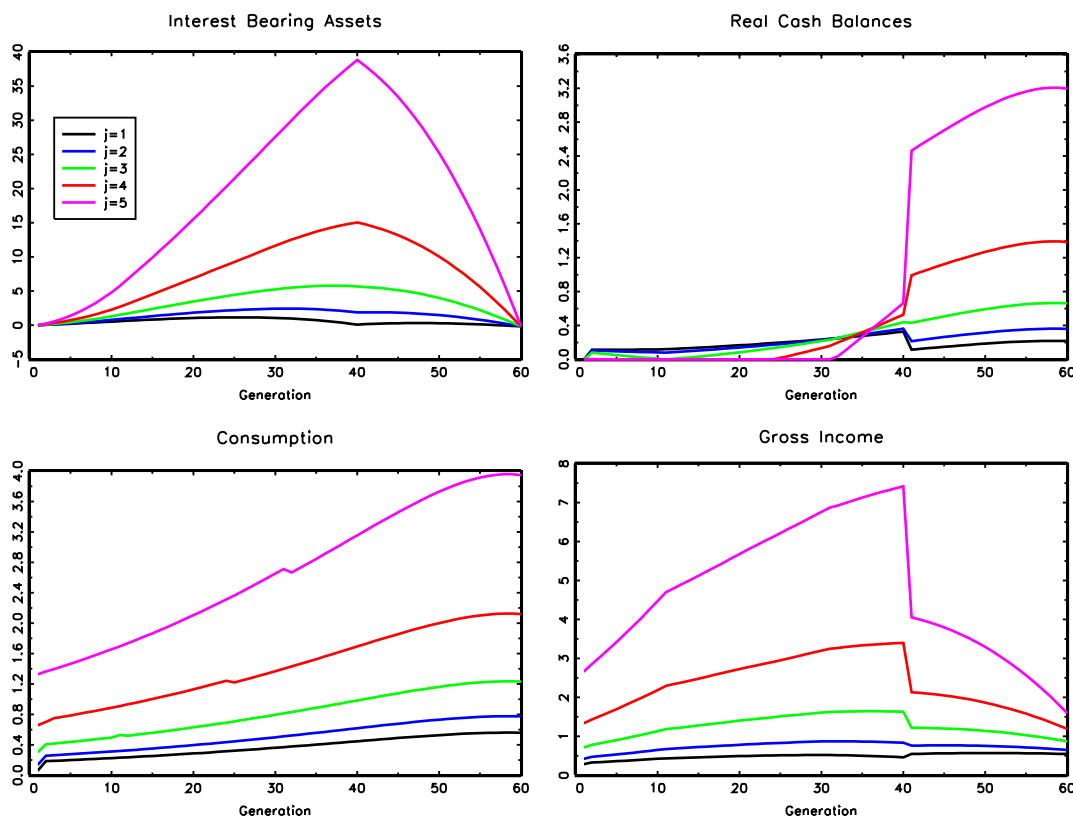 Interest Bearing Assets
40
35
30
25
20
15
10
5
0
-5
j=1
j=2
j=3
j=4
j=5
0 10 20 30 40 50 60
Generation
Real Cash Balances
3.6
3.2
2.8
2.4
2.0
1.6
1.2
0.8
0.4
0.0
0 10 20 30 40 50 60
Generation
Consumption
4.0
3.6
3.2
2.8
2.4
2.0
1.6
1.2
0.8
0.4
0.0
0 10 20 30 40 50 60
Generation
Gross Income
8
7
6
5
4
3
2
1
0
0 10 20 30 40 50 60
Generation